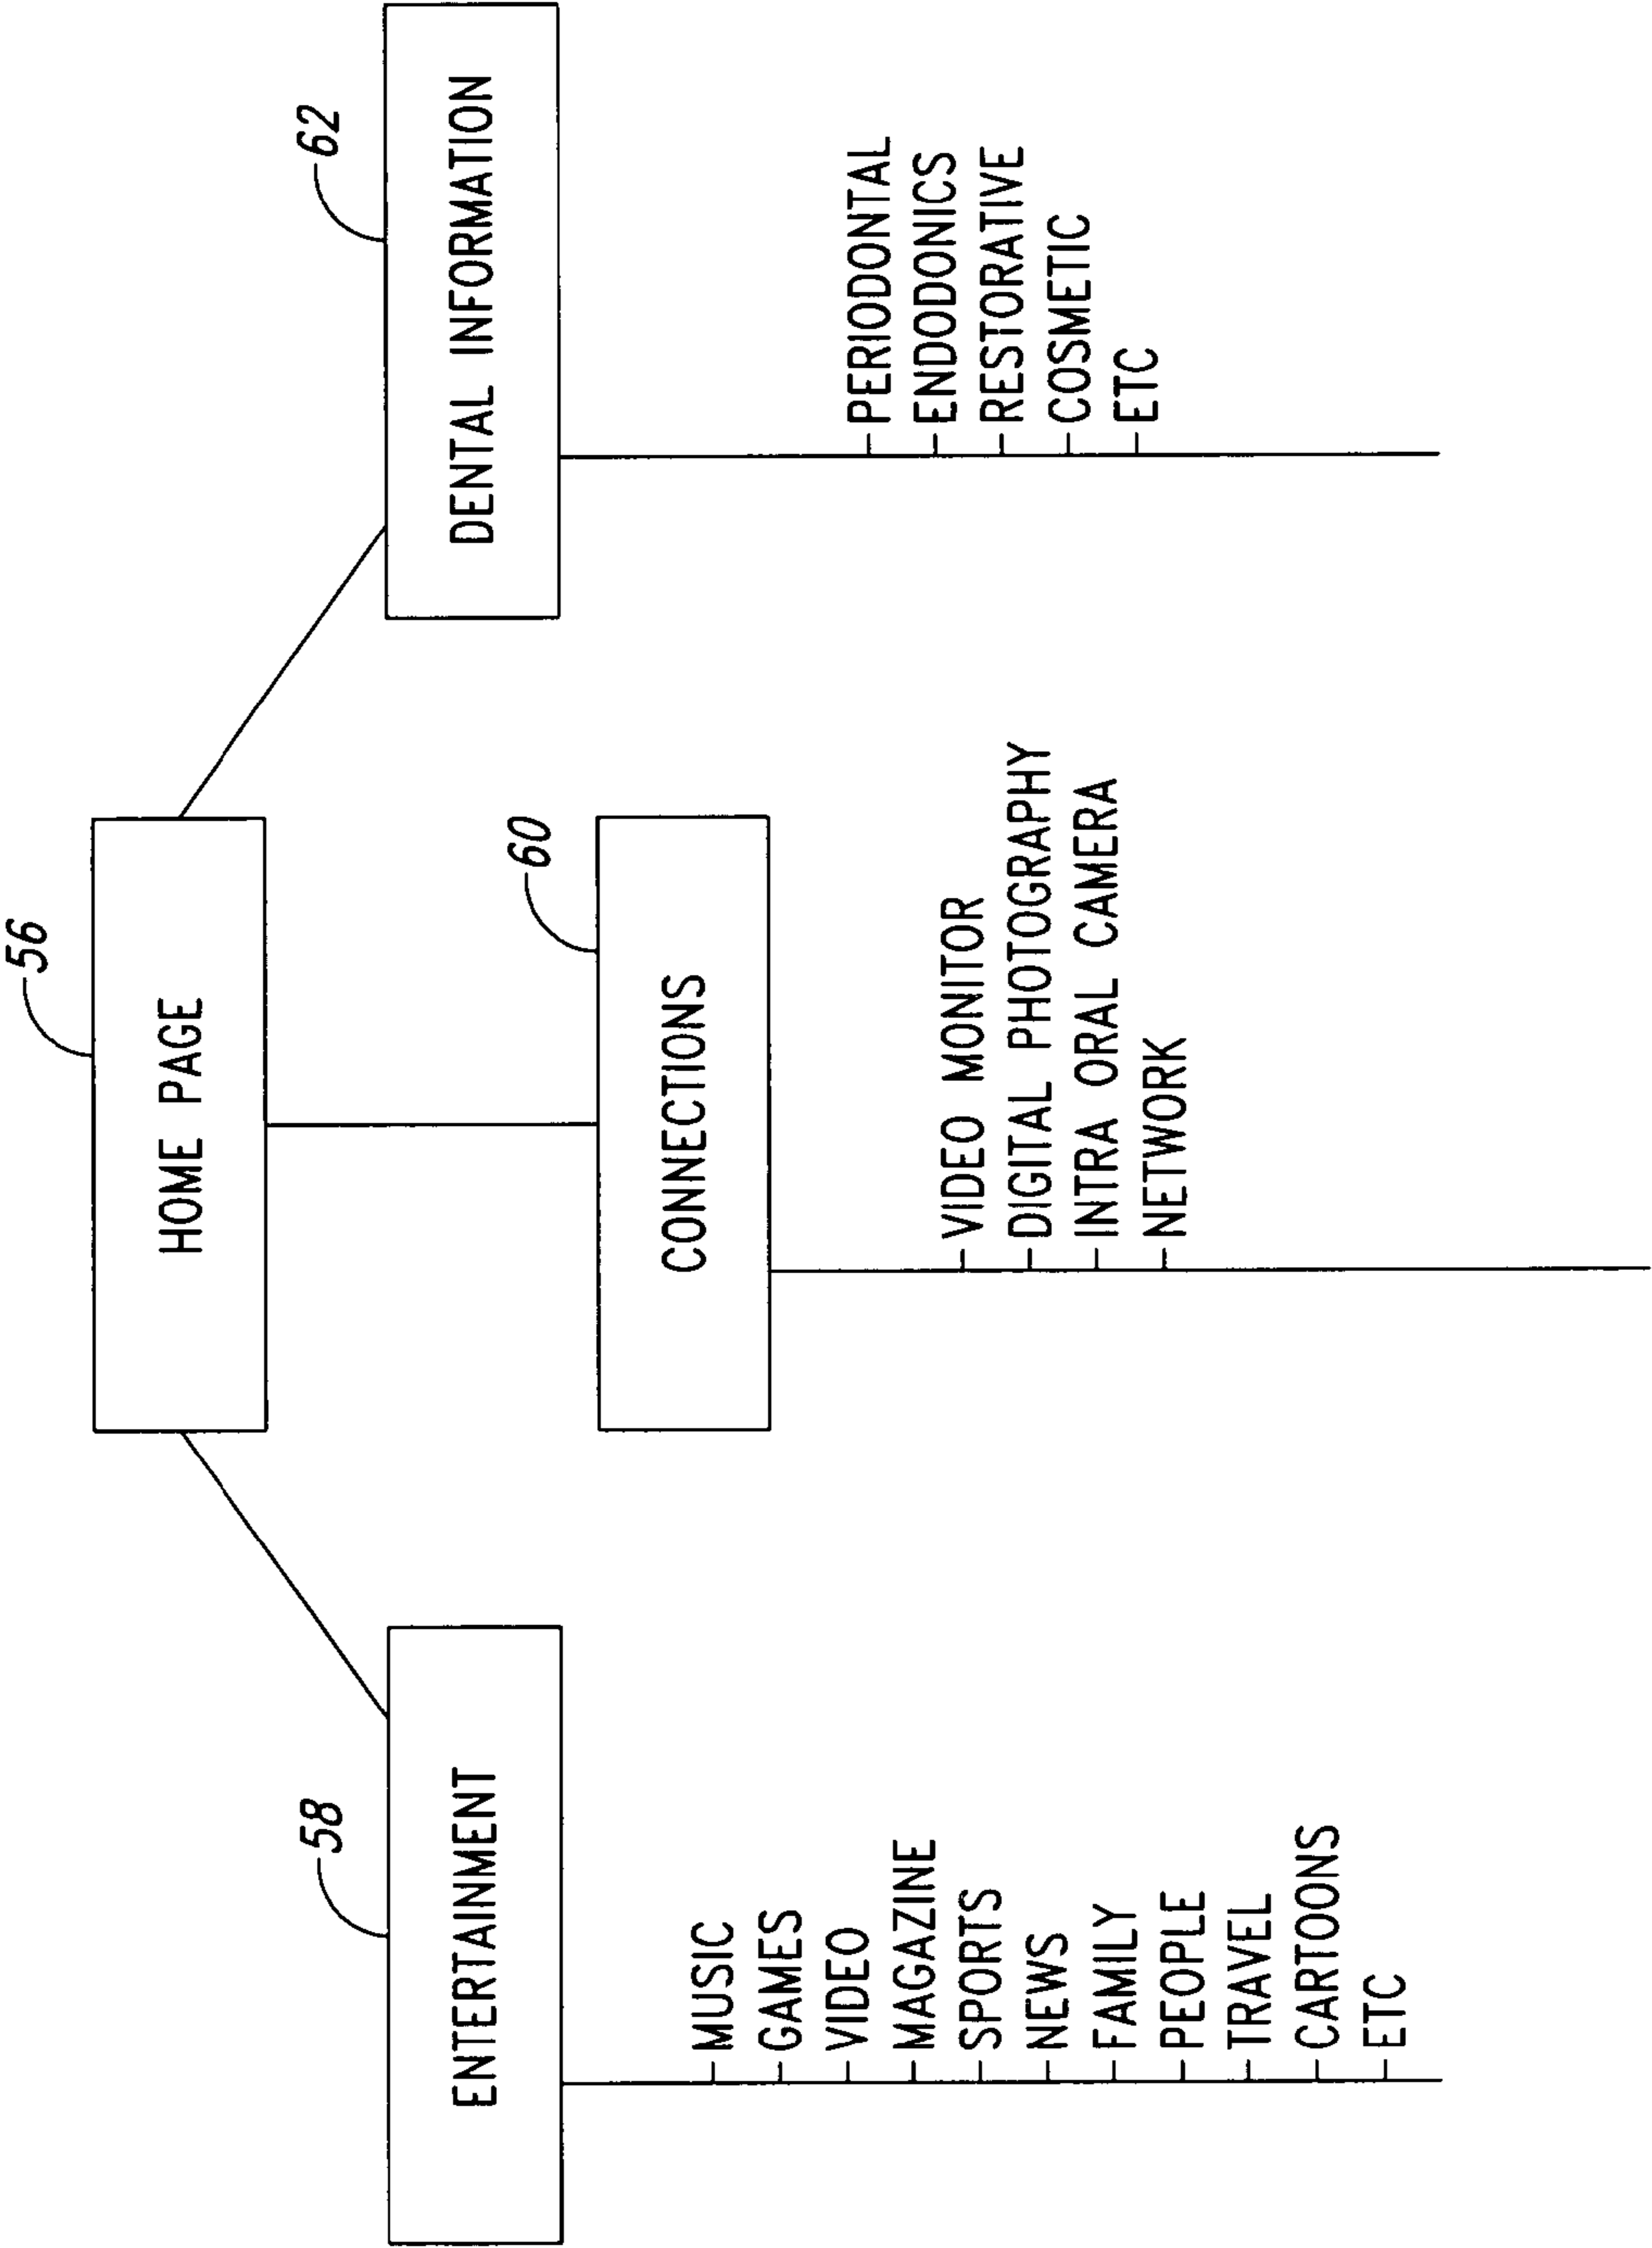 56
HOME PAGE
58
ENTERTAINMENT
MUSIC
GAMES
VIDEO
MAGAZINE
SPORTS
NEWS
FAMILY
PEOPLE
TRAVEL
CARTOONS
ETC
60
CONNECTIONS
VIDEO MONITOR
DIGITAL PHOTOGRAPHY
INTRA ORAL CAMERA
NETWORK
62
DENTAL INFORMATION
PERIODONTAL
ENDODONICS
RESTORATIVE
COSMETIC
ETC